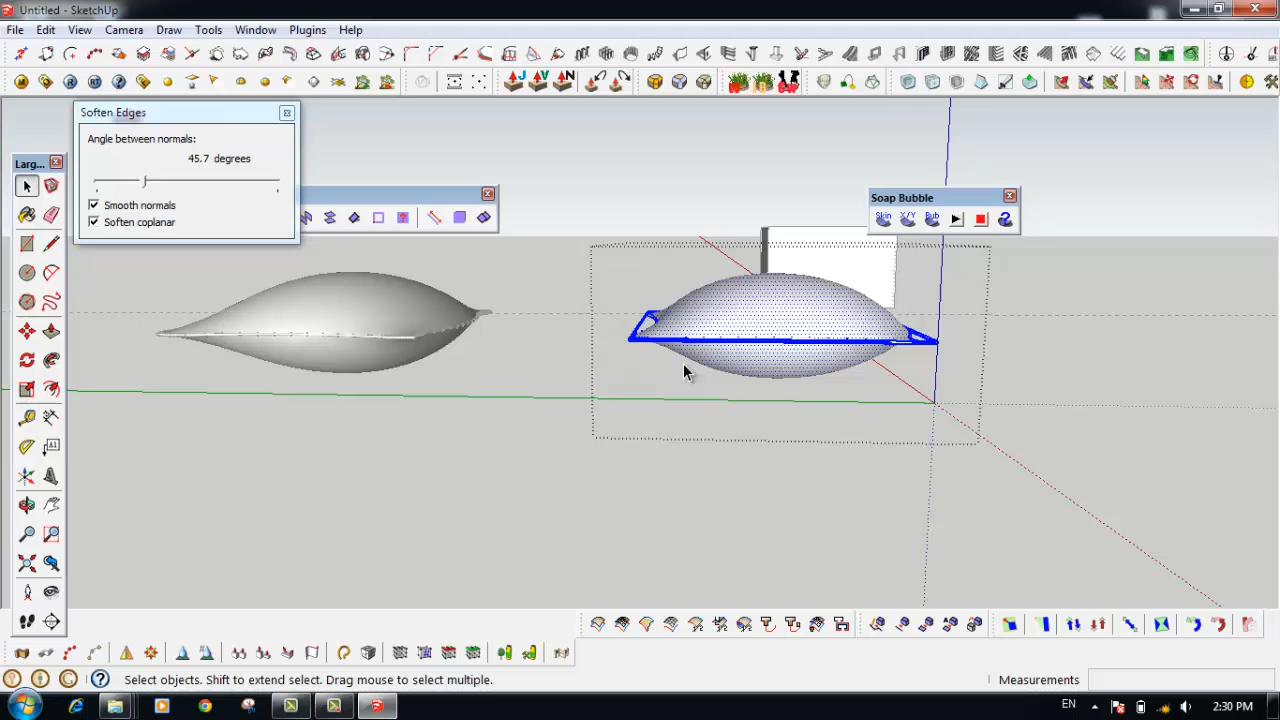 Untitled - SketchUp
File Edit View Camera Draw Tools Window Plugins Help
Soften Edges
Angle between normals:
45.7 degrees
Smooth normals
Soften coplanar
Larg...
Soap Bubble
Skin X/Y Bub
Select objects. Shift to extend select. Drag mouse to select multiple.
Measurements
EN
2:30 PM